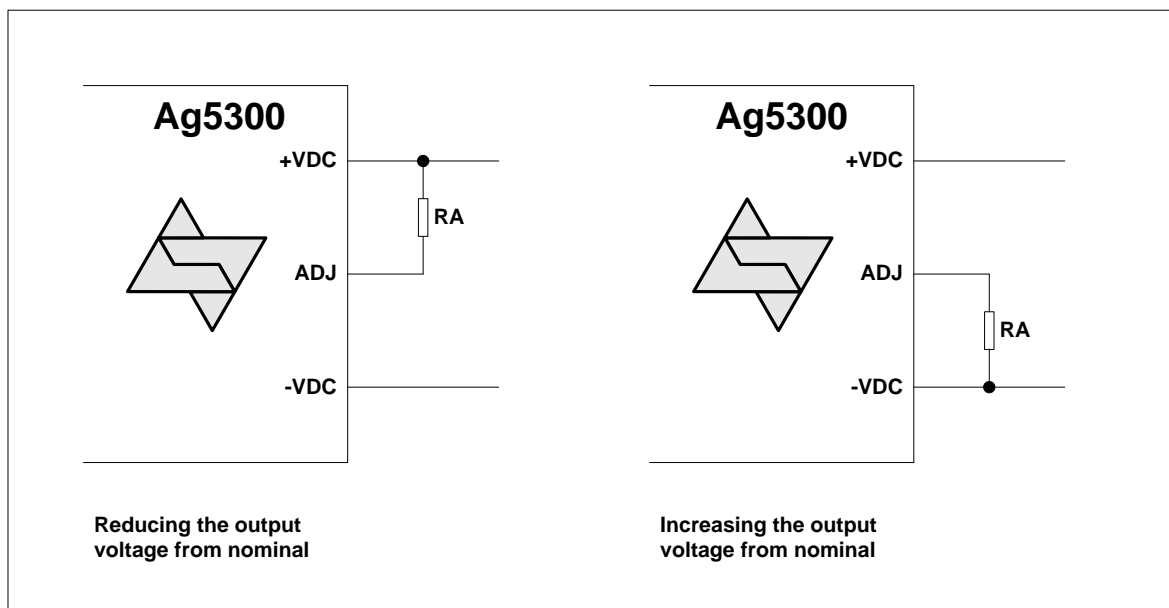 Ag5300
+VDC
RA
ADJ
-VDC
Reducing the output
voltage from nominal
Ag5300
+VDC
ADJ
RA
-VDC
Increasing the output
voltage from nominal